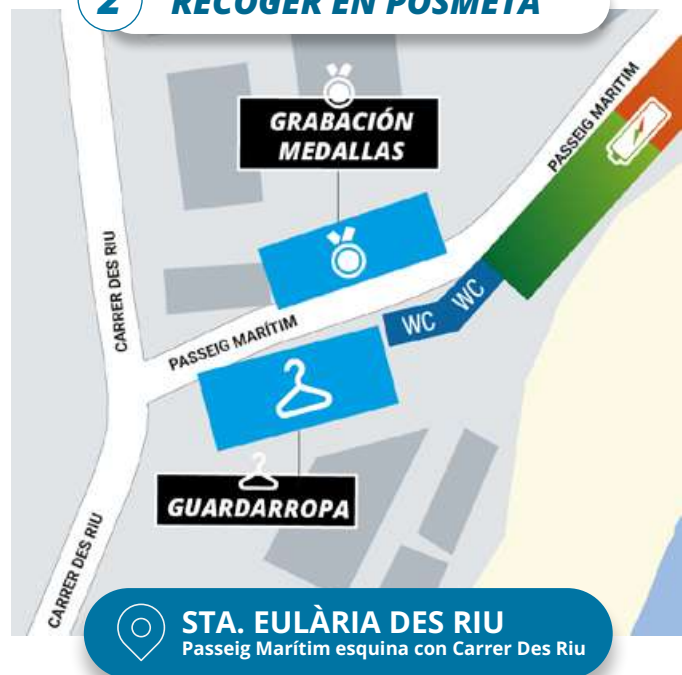 2 RECOGER EN POSMETA
GRABACIÓN
MEDALLAS
PASSEIG MARÍTIM
CARRER DES RIU
PASSEIG MARÍTIM
WC
WC
GUARDARROPA
CARRER DES RIU
STA. EULÀRIA DES RIU
Passeig Marítim esquina con Carrer Des Riu